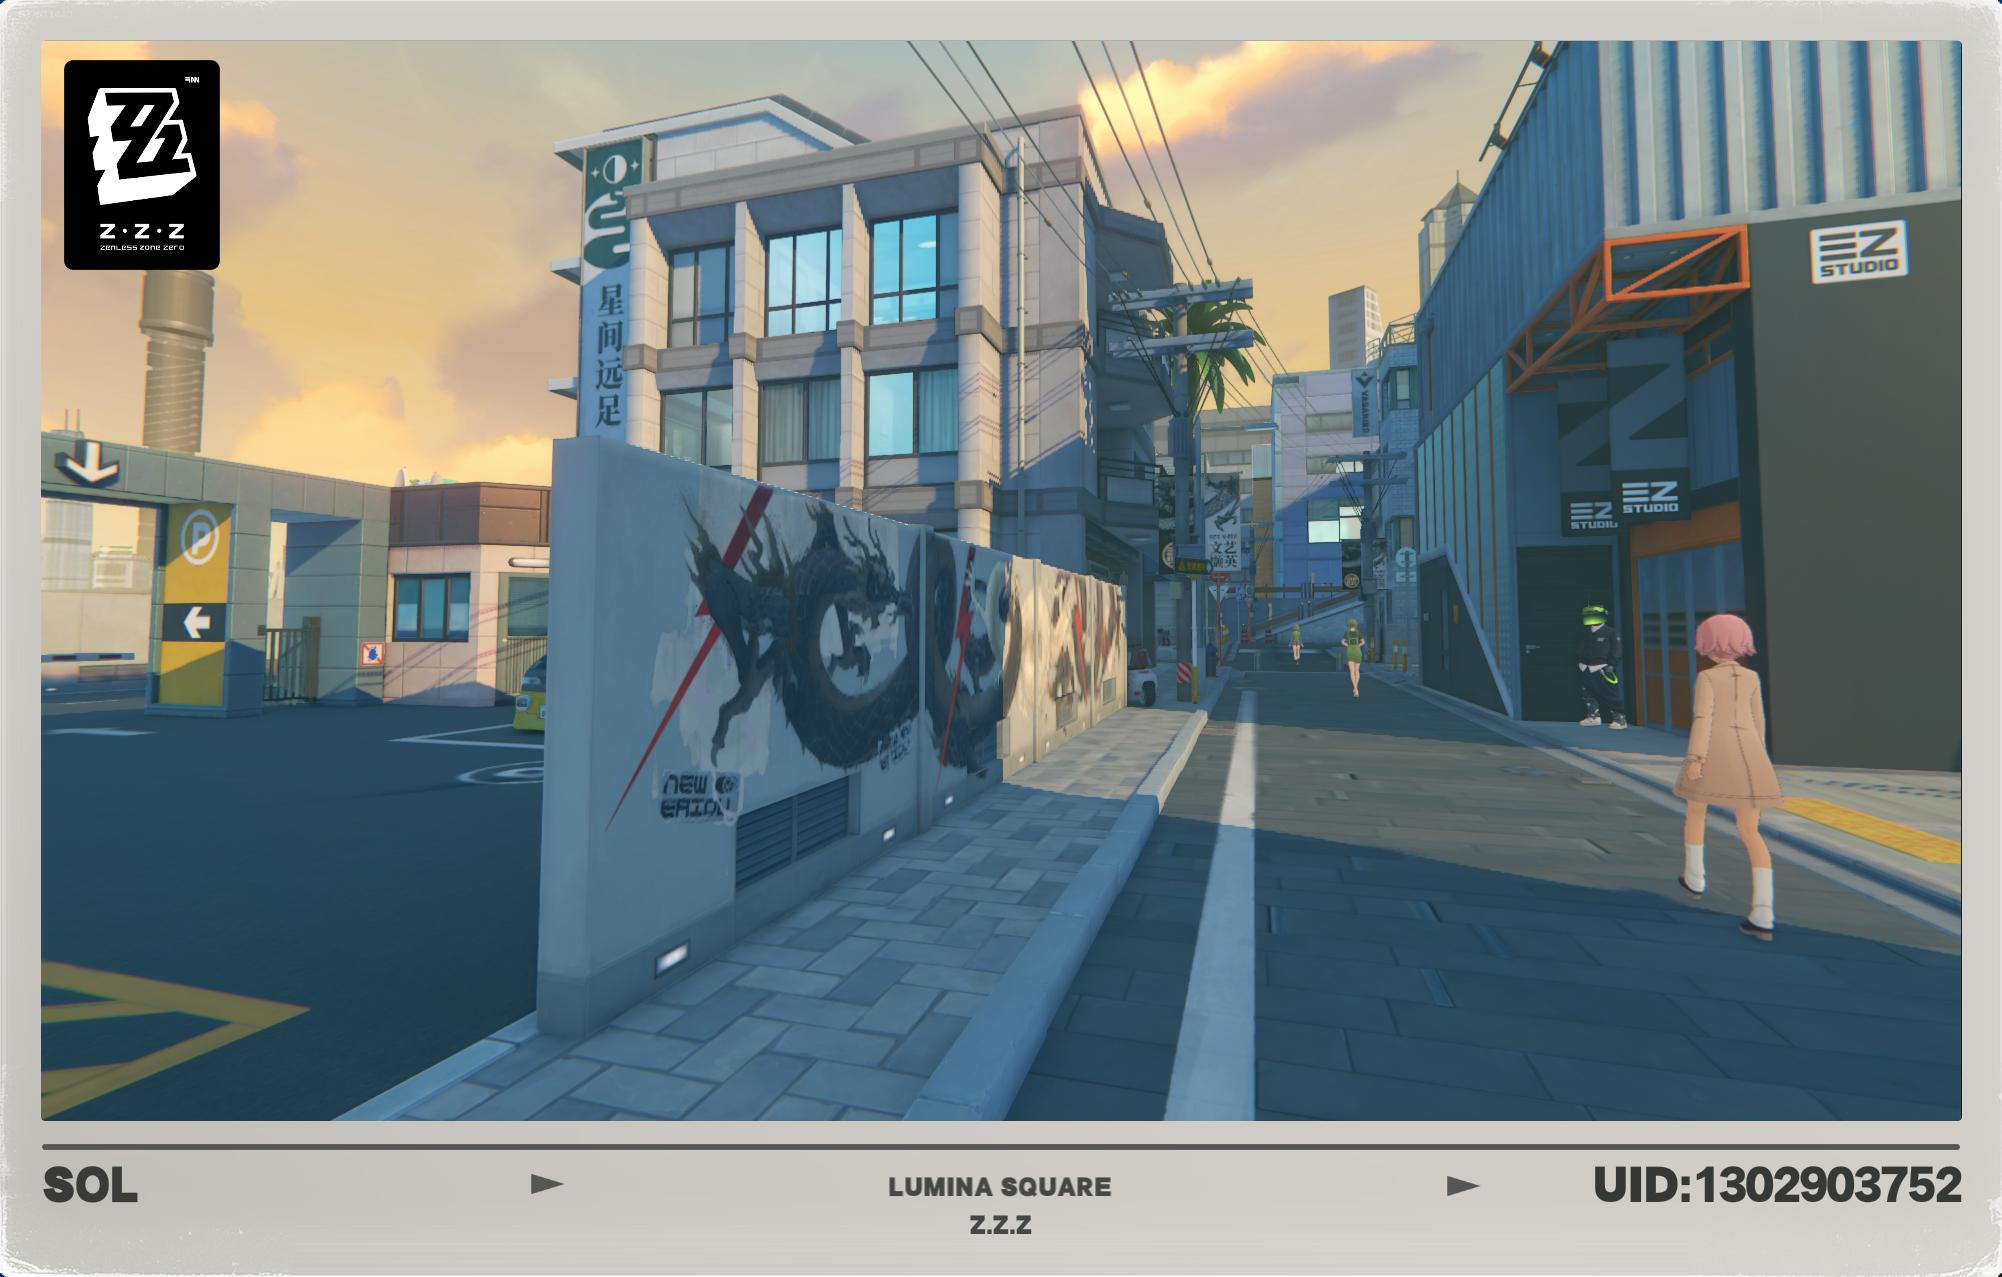 Z·Z·Z
ZENLESS ZONE ZERO
星间远足
P
EZ
STUDIO
EZ
STUDIO
EZ
STUDIO
文艺
NEW
ERIDU
SOL
LUMINA SQUARE
UID:1302903752
Z.Z.Z